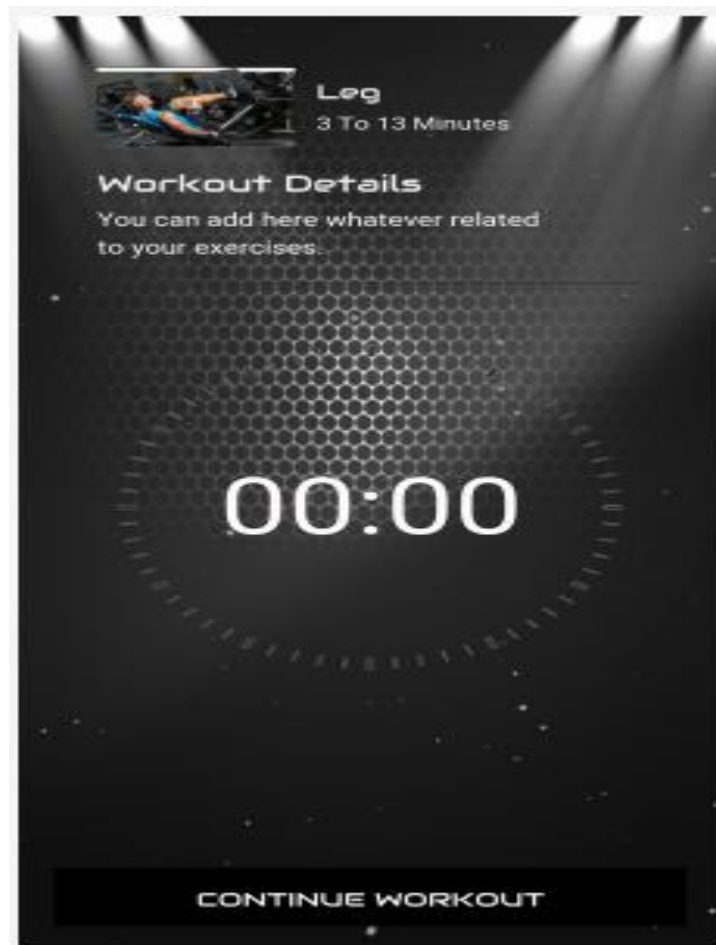 Leg
3 To 13 Minutes
Workout Details
You can add here whatever related
to your exercises.
00:00
CONTINUE WORKOUT